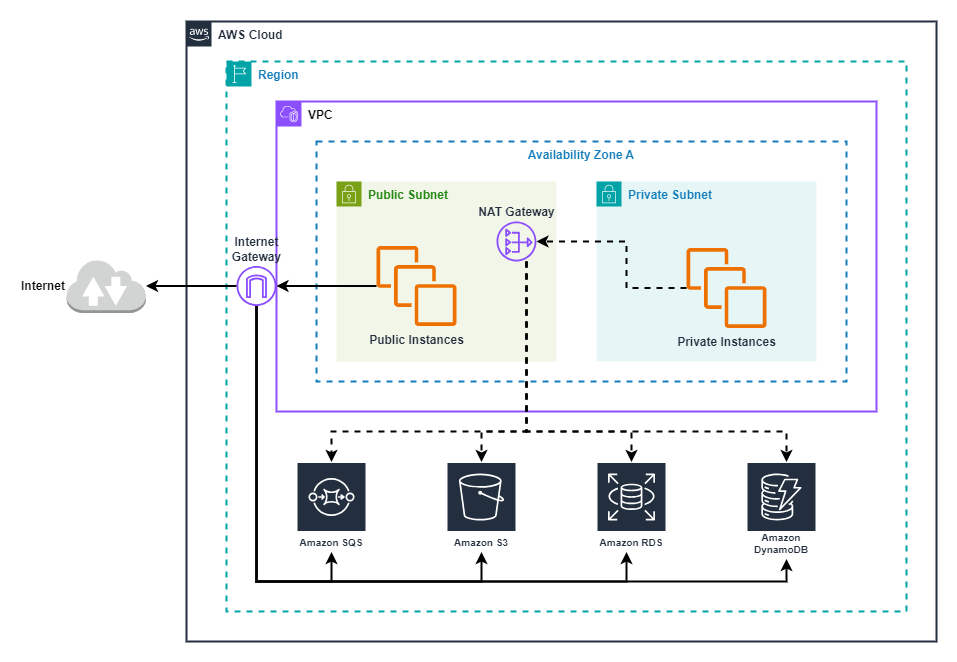 aws
AWS Cloud
Region
VPC
Availability Zone A
Public Subnet
Private Subnet
NAT Gateway
Internet
Gateway
Internet
Public Instances
Private Instances
Amazon SQS
Amazon S3
Amazon RDS
Amazon
DynamoDB